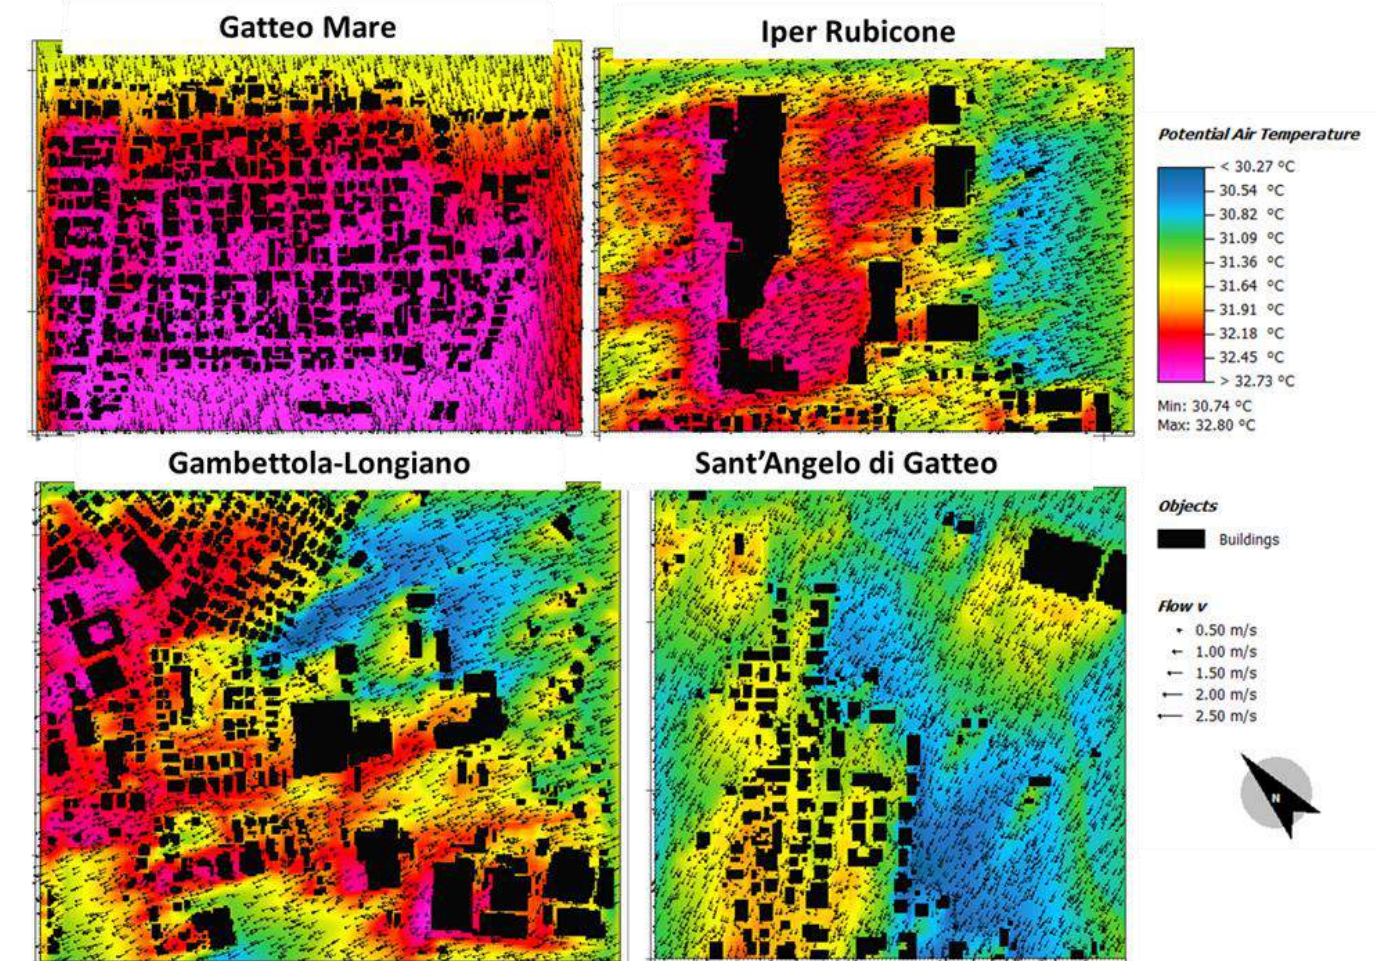 Gatteo Mare
Iper Rubicone
Potential Air Temperature
< 30.27 °C
30.54 °C
30.82 °C
31.09 °C
31.36 °C
31.64 °C
31.91 °C
32.18 °C
32.45 °C
> 32.73 °C
Min: 30.74 °C
Max: 32.80 °C
Gambettola-Longiano
Sant’Angelo di Gatteo
Objects
Buildings
Flow v
0.50 m/s
1.00 m/s
1.50 m/s
2.00 m/s
2.50 m/s
N